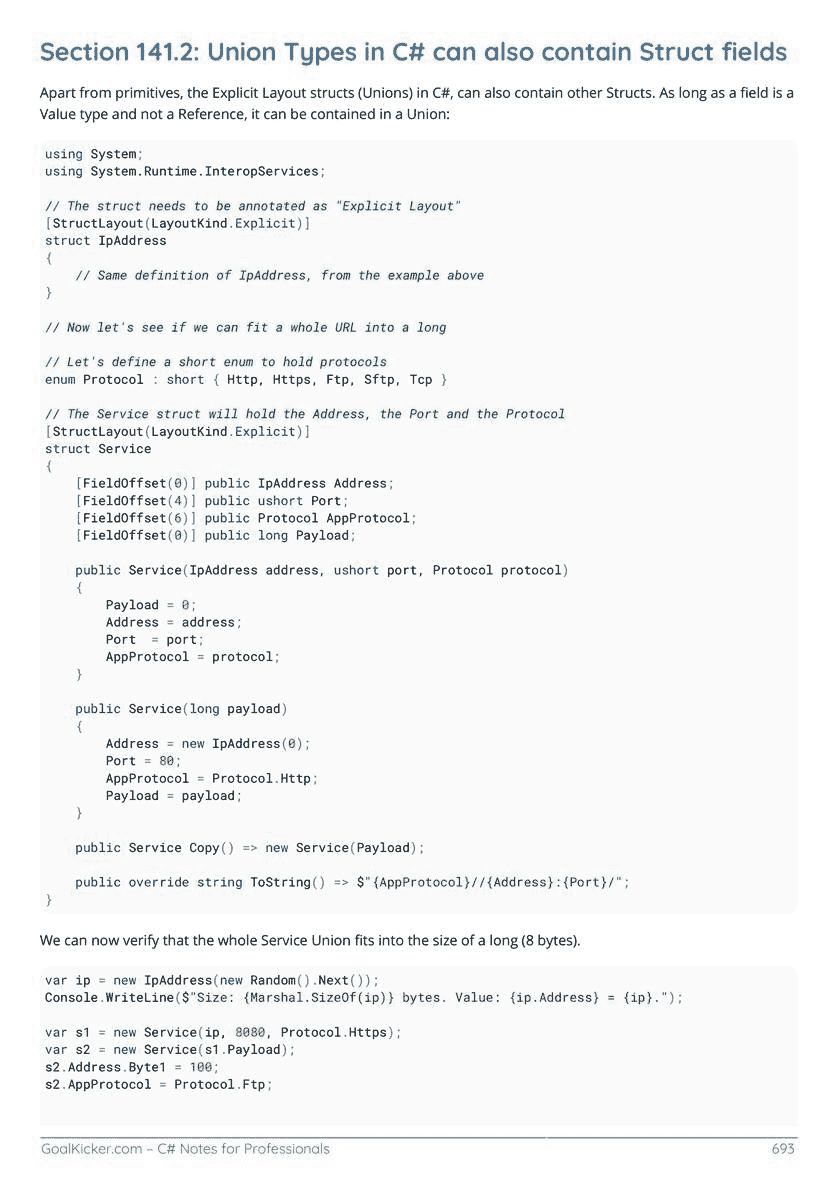 Section 141.2: Union Types in C# can also contain Struct fields
Apart from primitives, the Explicit Layout structs (Unions) in C#, can also contain other Structs. As long as a field is a
Value type and not a Reference, it can be contained in a Union:
using System;
using System.Runtime.InteropServices;
// The struct needs to be annotated as "Explicit Layout"
[StructLayout(LayoutKind.Explicit)]
struct IpAddress
{
    // Same definition of IpAddress, from the example above
}
// Now let's see if we can fit a whole URL into a long
// Let's define a short enum to hold protocols
enum Protocol : short { Http, Https, Ftp, Sftp, Tcp }
// The Service struct will hold the Address, the Port and the Protocol
[StructLayout(LayoutKind.Explicit)]
struct Service
{
    [FieldOffset(0)] public IpAddress Address;
    [FieldOffset(4)] public ushort Port;
    [FieldOffset(6)] public Protocol AppProtocol;
    [FieldOffset(0)] public long Payload;
    public Service(IpAddress address, ushort port, Protocol protocol)
    {
        Payload = 0;
        Address = address;
        Port  = port;
        AppProtocol = protocol;
    }
    public Service(long payload)
    {
        Address = new IpAddress(0);
        Port = 80;
        AppProtocol = Protocol.Http;
        Payload = payload;
    }
    public Service Copy() => new Service(Payload);
    public override string ToString() => $"{AppProtocol}//{Address}:{Port}/";
}
We can now verify that the whole Service Union fits into the size of a long (8 bytes).
var ip = new IpAddress(new Random().Next());
Console.WriteLine($"Size: {Marshal.SizeOf(ip)} bytes. Value: {ip.Address} = {ip}.");
var s1 = new Service(ip, 8080, Protocol.Https);
var s2 = new Service(s1.Payload);
s2.Address.Byte1 = 100;
s2.AppProtocol = Protocol.Ftp;
GoalKicker.com – C# Notes for Professionals
693